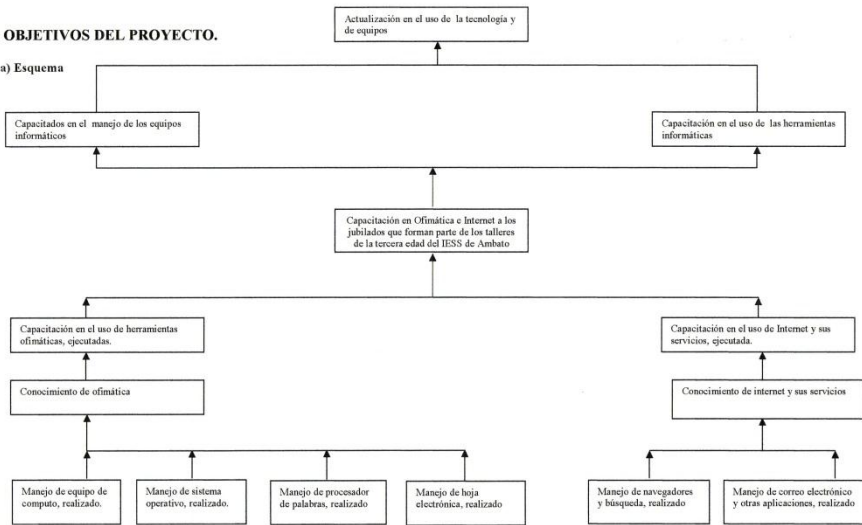 OBJETIVOS DEL PROYECTO.
a) Esquema
Actualización en el uso de la tecnología y
de equipos
Capacitados en el manejo de los equipos
informáticos
Capacitación en el uso de las herramientas
informáticas
Capacitación en Ofimática e Internet a los
jubilados que forman parte de los talleres
de la tercera edad del IESS de Ambato
Capacitación en el uso de herramientas
ofimáticas, ejecutadas.
Capacitación en el uso de Internet y sus
servicios, ejecutada.
Conocimiento de ofimática
Conocimiento de internet y sus servicios
Manejo de equipo de
computo, realizado.
Manejo de sistema
operativo, realizado.
Manejo de procesador
de palabras, realizado
Manejo de hoja
electrónica, realizado
Manejo de navegadores
y búsqueda, realizado
Manejo de correo electrónico
y otras aplicaciones, realizado